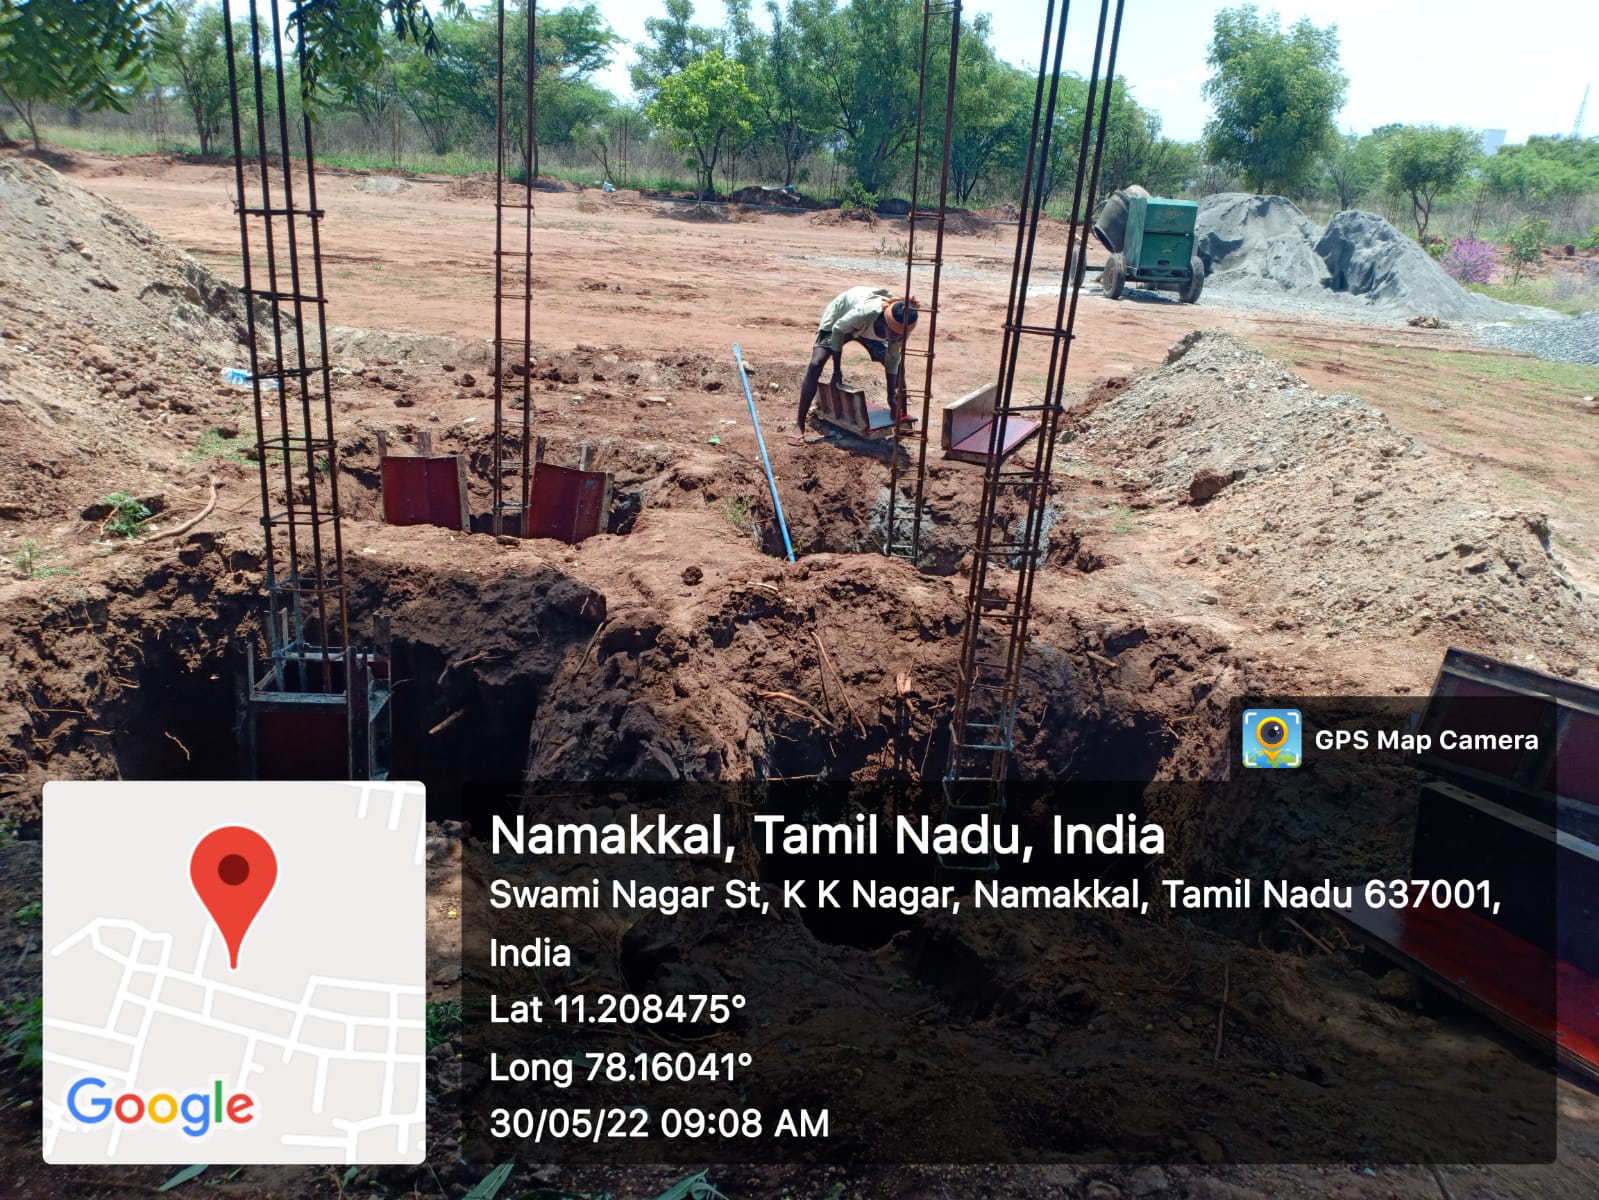 GPS Map Camera
Namakkal, Tamil Nadu, India
Swami Nagar St, K K Nagar, Namakkal, Tamil Nadu 637001,
India
Lat 11.208475°
Long 78.16041°
30/05/22 09:08 AM
Google